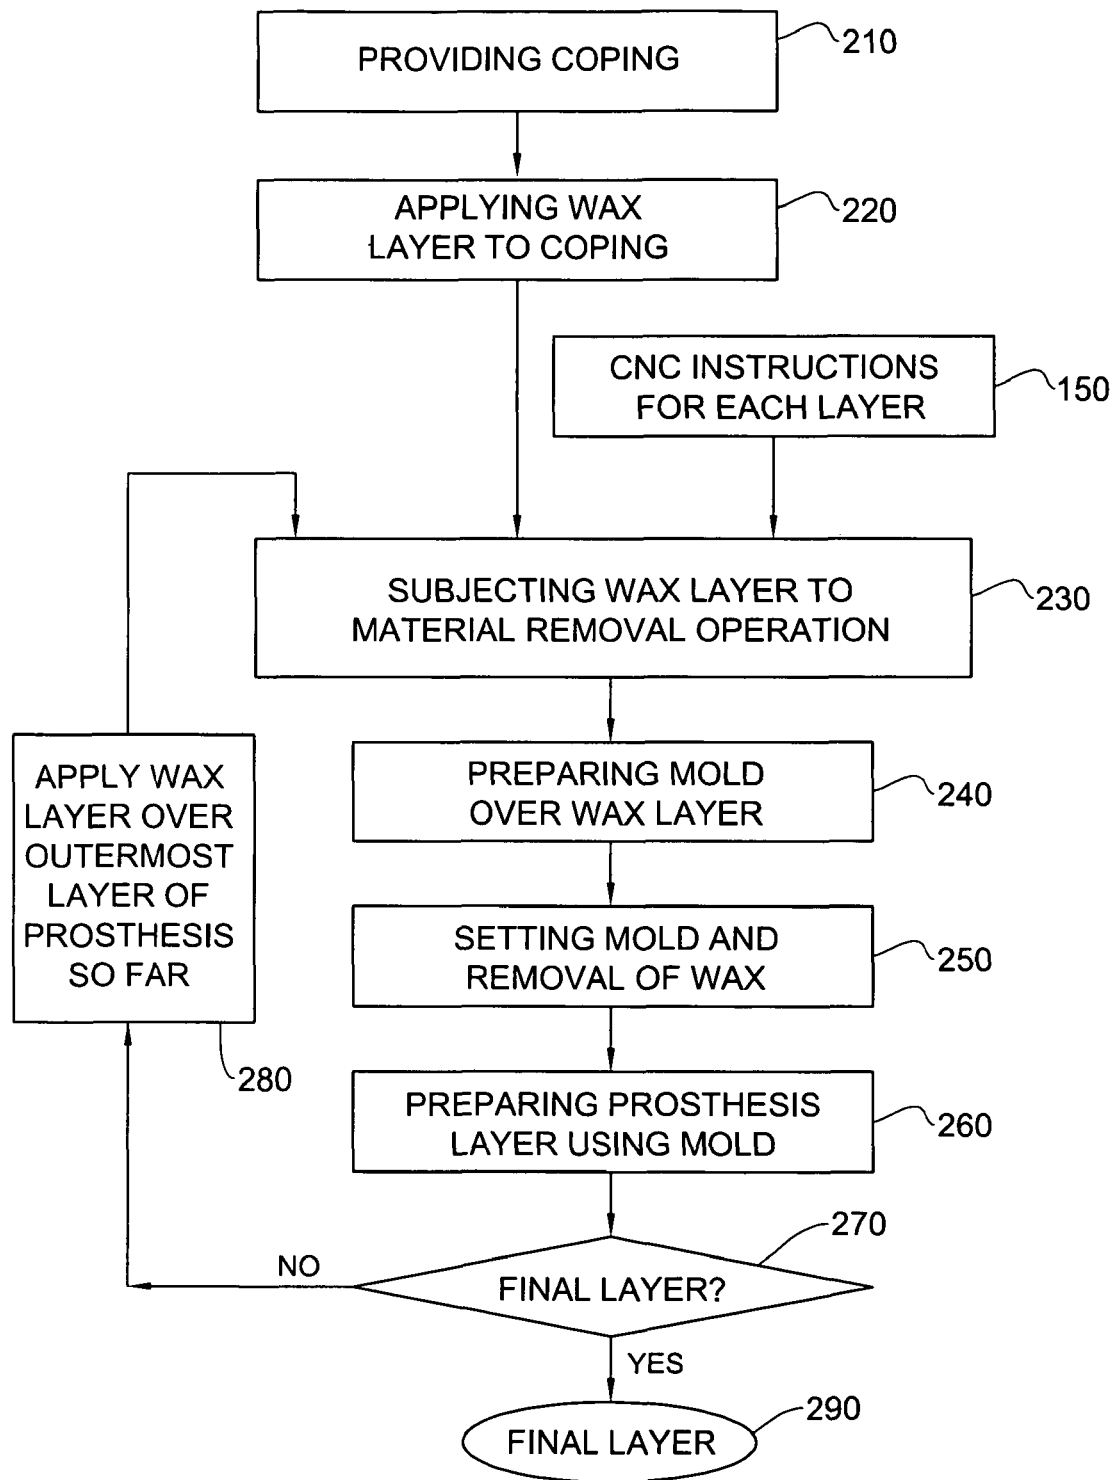 PROVIDING COPING
210
APPLYING WAX
LAYER TO COPING
220
CNC INSTRUCTIONS
FOR EACH LAYER
150
SUBJECTING WAX LAYER TO
MATERIAL REMOVAL OPERATION
230
PREPARING MOLD
OVER WAX LAYER
240
APPLY WAX
LAYER OVER
OUTERMOST
LAYER OF
PROSTHESIS
SO FAR
280
SETTING MOLD AND
REMOVAL OF WAX
250
PREPARING PROSTHESIS
LAYER USING MOLD
260
FINAL LAYER?
270
NO
YES
FINAL LAYER
290